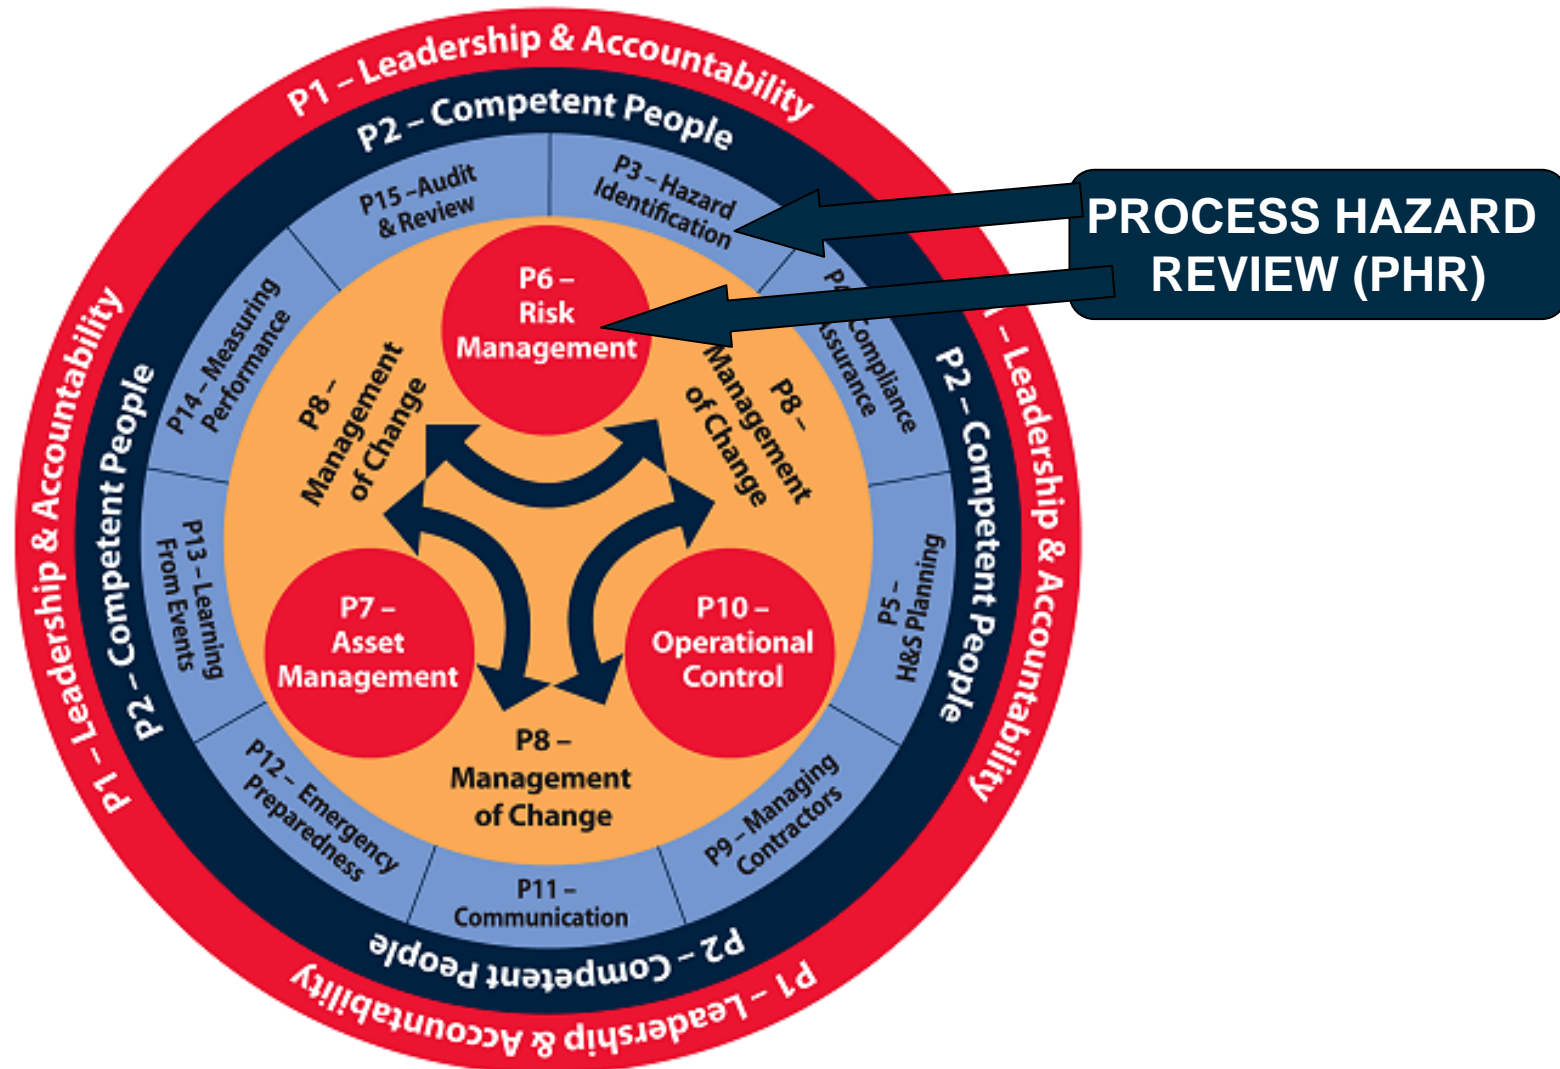 P1 – Leadership & Accountability
P2 – Competent People
P3 – Hazard
Identification
PROCESS HAZARD
REVIEW (PHR)
P15 –Audit
& Review
P6 –
Risk
Management
Compliance
Assurance
P14 – Measuring
Performance
P8 –
Management
of Change
P8 –
Management
of Change
– Leadership & Accountability
P2 – Competent People
P1 – Leadership & Accountability
P2 – Competent People
P13 – Learning
From Events
P5 –
H&S Planning
P7 –
Asset
Management
P10 –
Operational
Control
P8 –
Management
of Change
P12 – Emergency
Preparedness
P9 – Managing
Contractors
P11 –
Communication
P2 – Competent People
P1 – Leadership & Accountability